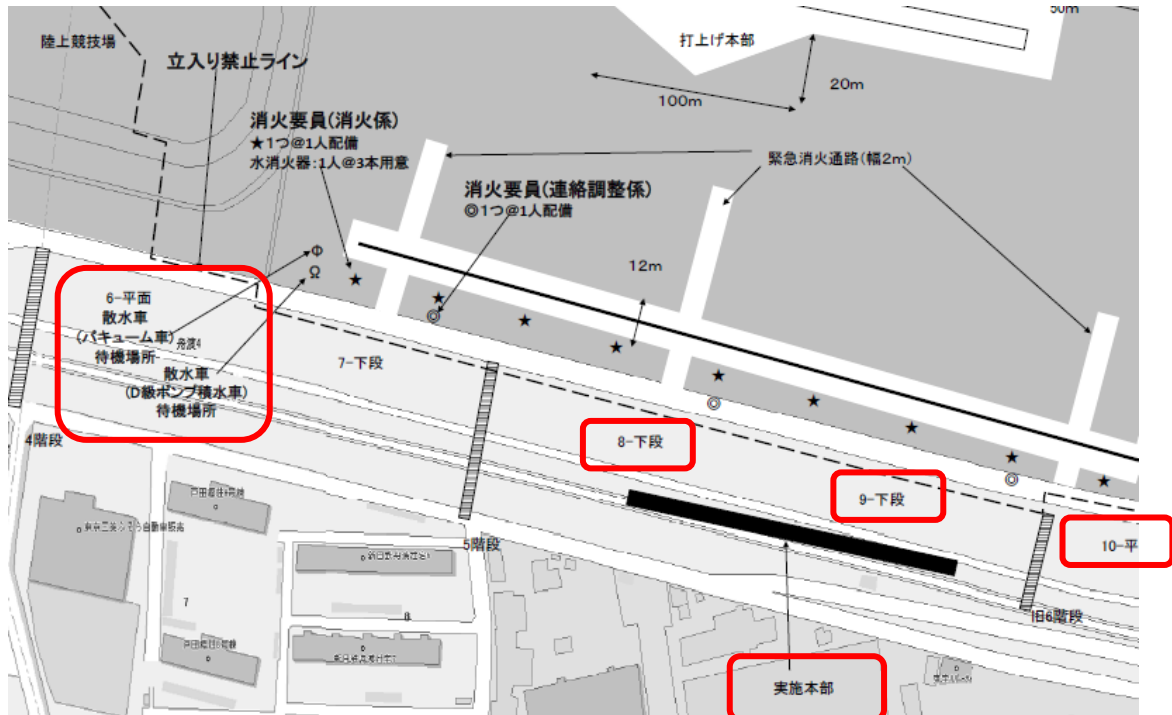 50m
陸上競技場
打上げ本部
立入り禁止ライン
20m
100m
消火要員(消火係)
★1つ@1人配備
水消火器:1人@3本用意
緊急消火通路(幅2m)
消火要員(連絡調整係)
◎1つ@1人配備
Φ
Ω
12m
6-平面
散水車
(バキューム車)
待機場所
舟渡4
散水車
(D級ポンプ積水車)
待機場所
7-下段
8-下段
9-下段
10-平
4階段
5階段
旧6階段
7
8
実施本部